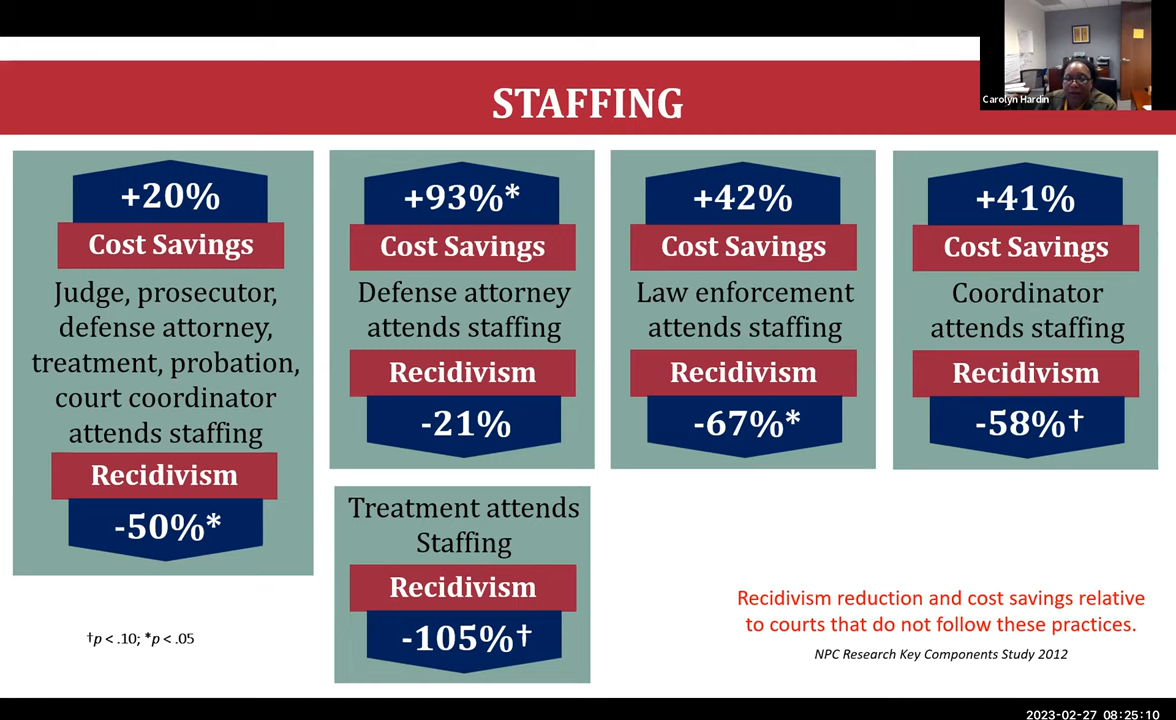 Carolyn Hardin
STAFFING
+20%
Cost Savings
Judge, prosecutor,
defense attorney,
treatment, probation,
court coordinator
attends staffing
Recidivism
-50%*
+93%*
Cost Savings
Defense attorney
attends staffing
Recidivism
-21%
+42%
Cost Savings
Law enforcement
attends staffing
Recidivism
-67%*
+41%
Cost Savings
Coordinator
attends staffing
Recidivism
-58%†
Treatment attends
Staffing
Recidivism
-105%†
†p < .10; *p < .05
Recidivism reduction and cost savings relative
to courts that do not follow these practices.
NPC Research Key Components Study 2012
2023-02-27 08:25:10